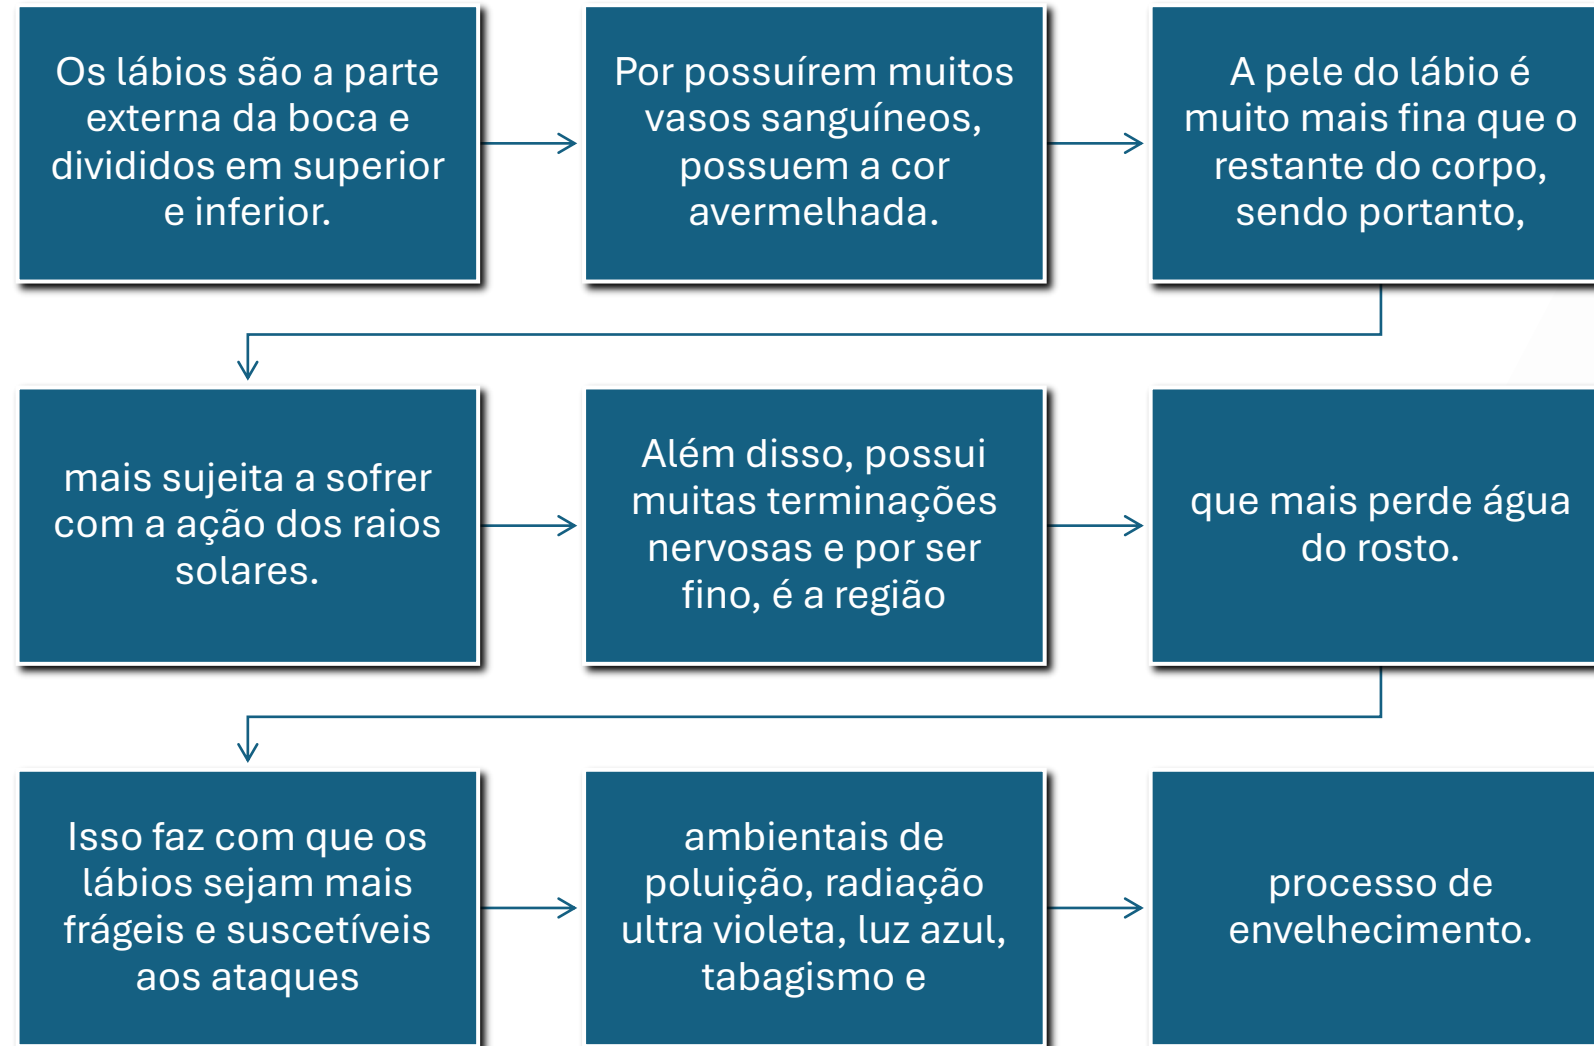 Os lábios são a parte
externa da boca e
divididos em superior
e inferior.
Por possuírem muitos
vasos sanguíneos,
possuem a cor
avermelhada.
A pele do lábio é
muito mais fina que o
restante do corpo,
sendo portanto,
mais sujeita a sofrer
com a ação dos raios
solares.
Além disso, possui
muitas terminações
nervosas e por ser
fino, é a região
que mais perde água
do rosto.
Isso faz com que os
lábios sejam mais
frágeis e suscetíveis
aos ataques
ambientais de
poluição, radiação
ultra violeta, luz azul,
tabagismo e
processo de
envelhecimento.